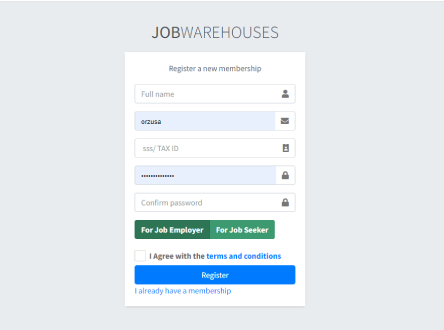 JOBWAREHOUSES
Register a new membership
Full name
orzusa
sss/ TAX ID
••••••••••••••
Confirm password
For Job Employer For Job Seeker
I Agree with the terms and conditions
Register
I already have a membership